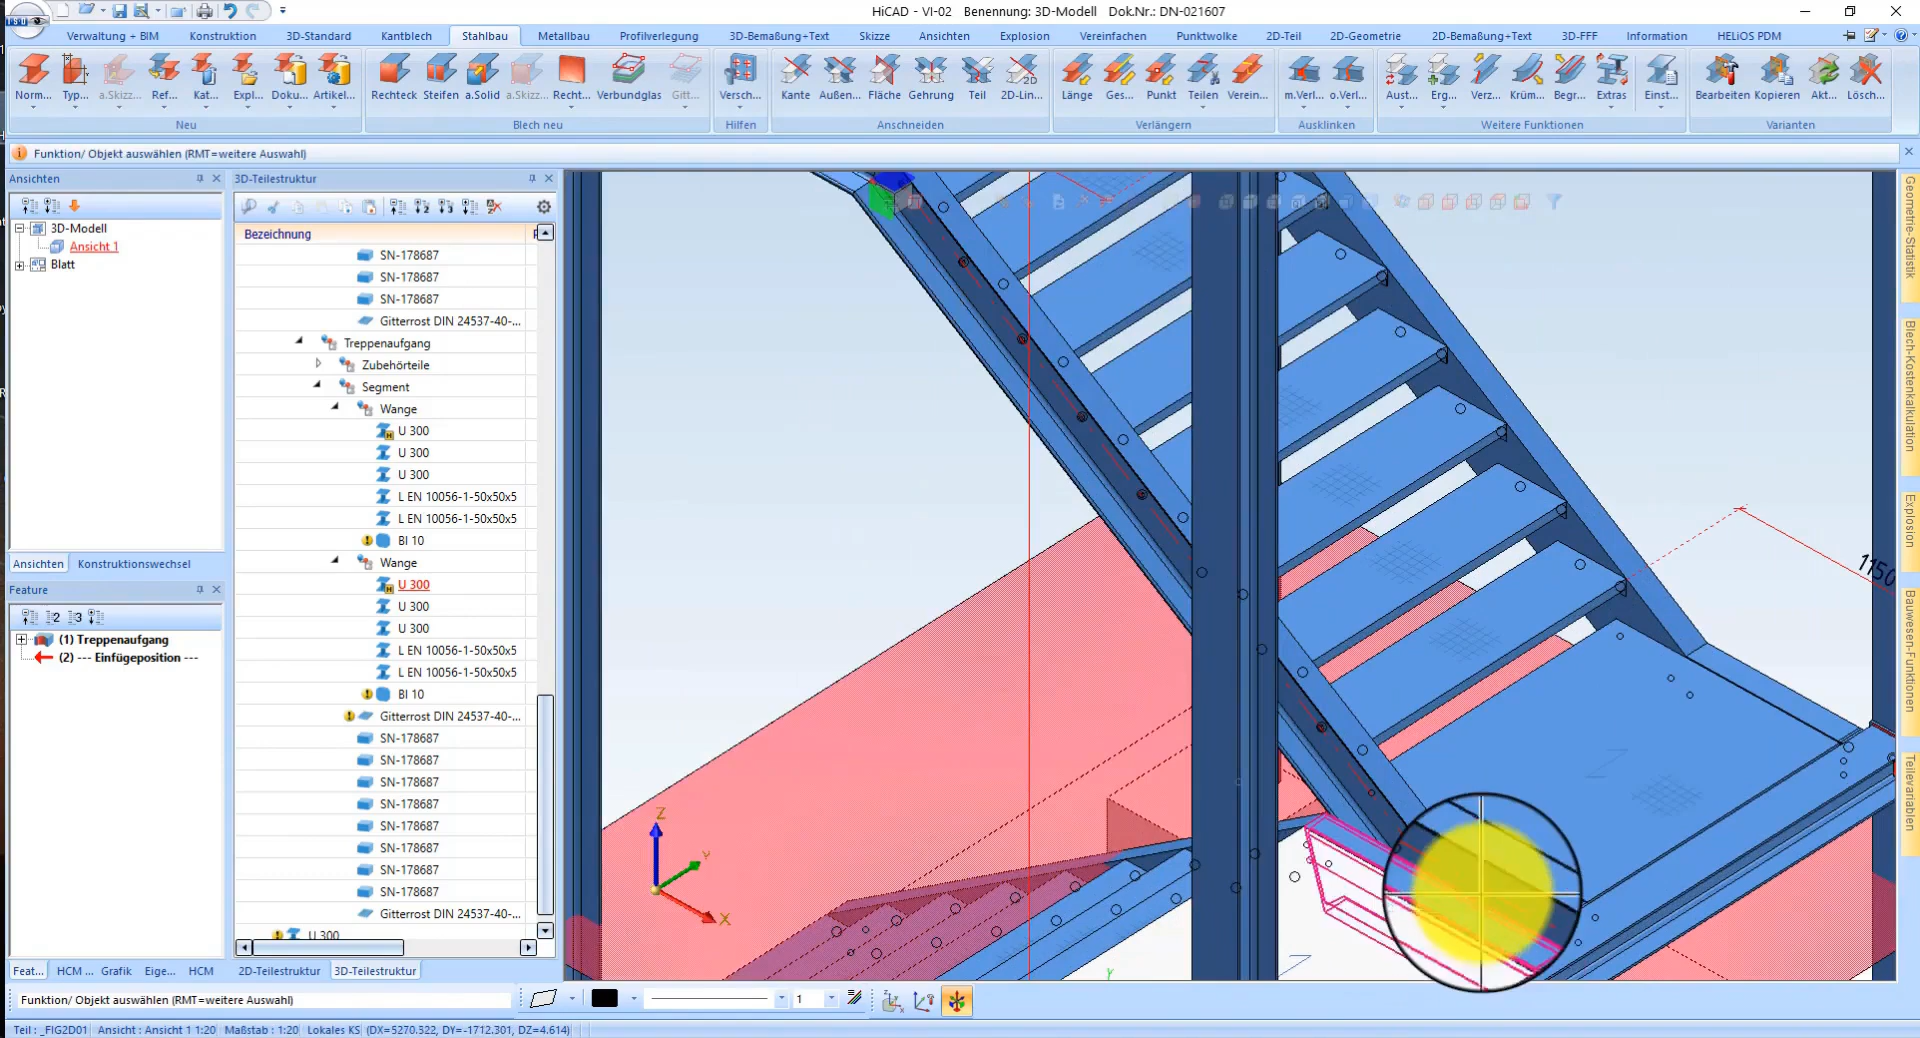 HiCAD - VI-02 Benennung: 3D-Modell Dok.Nr.: DN-021607
Verwaltung + BIM Konstruktion 3D-Standard Kantblech Stahlbau Metallbau Profilverlegung 3D-Bemaßung+Text Skizze Ansichten Explosion Vereinfachen Punktwolke 2D-Teil 2D-Geometrie 2D-Bemaßung+Text 3D-FFF Information HELiOS PDM
Norm... Typ... a.Skizz... Ref... Kat... Expl... Doku... Artikel... Rechteck Steifen a.Solid a.Skizz... Recht... Verbundglas Gitt... Versch... Kante Außen... Fläche Gehrung Teil 2D-Lin... Länge Ges... Punkt Teilen Verein... m.Verl... o.Verl... Aust... Erg... Verz... Krüm... Begr... Extras Einst... Bearbeiten Kopieren Akt... Lösch...
Neu Blech neu Hilfen Anschneiden Verlängern Ausklinken Weitere Funktionen Varianten
Funktion/ Objekt auswählen (RMT=weitere Auswahl)
Ansichten
3D-Modell
Ansicht 1
Blatt
Ansichten Konstruktionswechsel
Feature
(1) Treppenaufgang
(2) --- Einfügeposition ---
Feat... HCM ... Grafik Eige... HCM
3D-Teilestruktur
Bezeichnung
SN-178687
SN-178687
SN-178687
Gitterrost DIN 24537-40-...
Treppenaufgang
Zubehörteile
Segment
Wange
U 300
U 300
U 300
L EN 10056-1-50x50x5
L EN 10056-1-50x50x5
Bl 10
Wange
U 300
U 300
U 300
L EN 10056-1-50x50x5
L EN 10056-1-50x50x5
Bl 10
Gitterrost DIN 24537-40-...
SN-178687
SN-178687
SN-178687
SN-178687
SN-178687
SN-178687
SN-178687
SN-178687
Gitterrost DIN 24537-40-...
U 300
2D-Teilestruktur 3D-Teilestruktur
1150
Z
Y
X
Geometrie-Statistik
Blech-Kostenkalkulation
Explosion
Bauwesen-Funktionen
Teilevariablen
Funktion/ Objekt auswählen (RMT=weitere Auswahl)
1
Teil : _FIG2D01 Ansicht : Ansicht 1 1:20 Maßstab : 1:20 Lokales KS (DX=5270.322, DY=-1712.301, DZ=4.614)